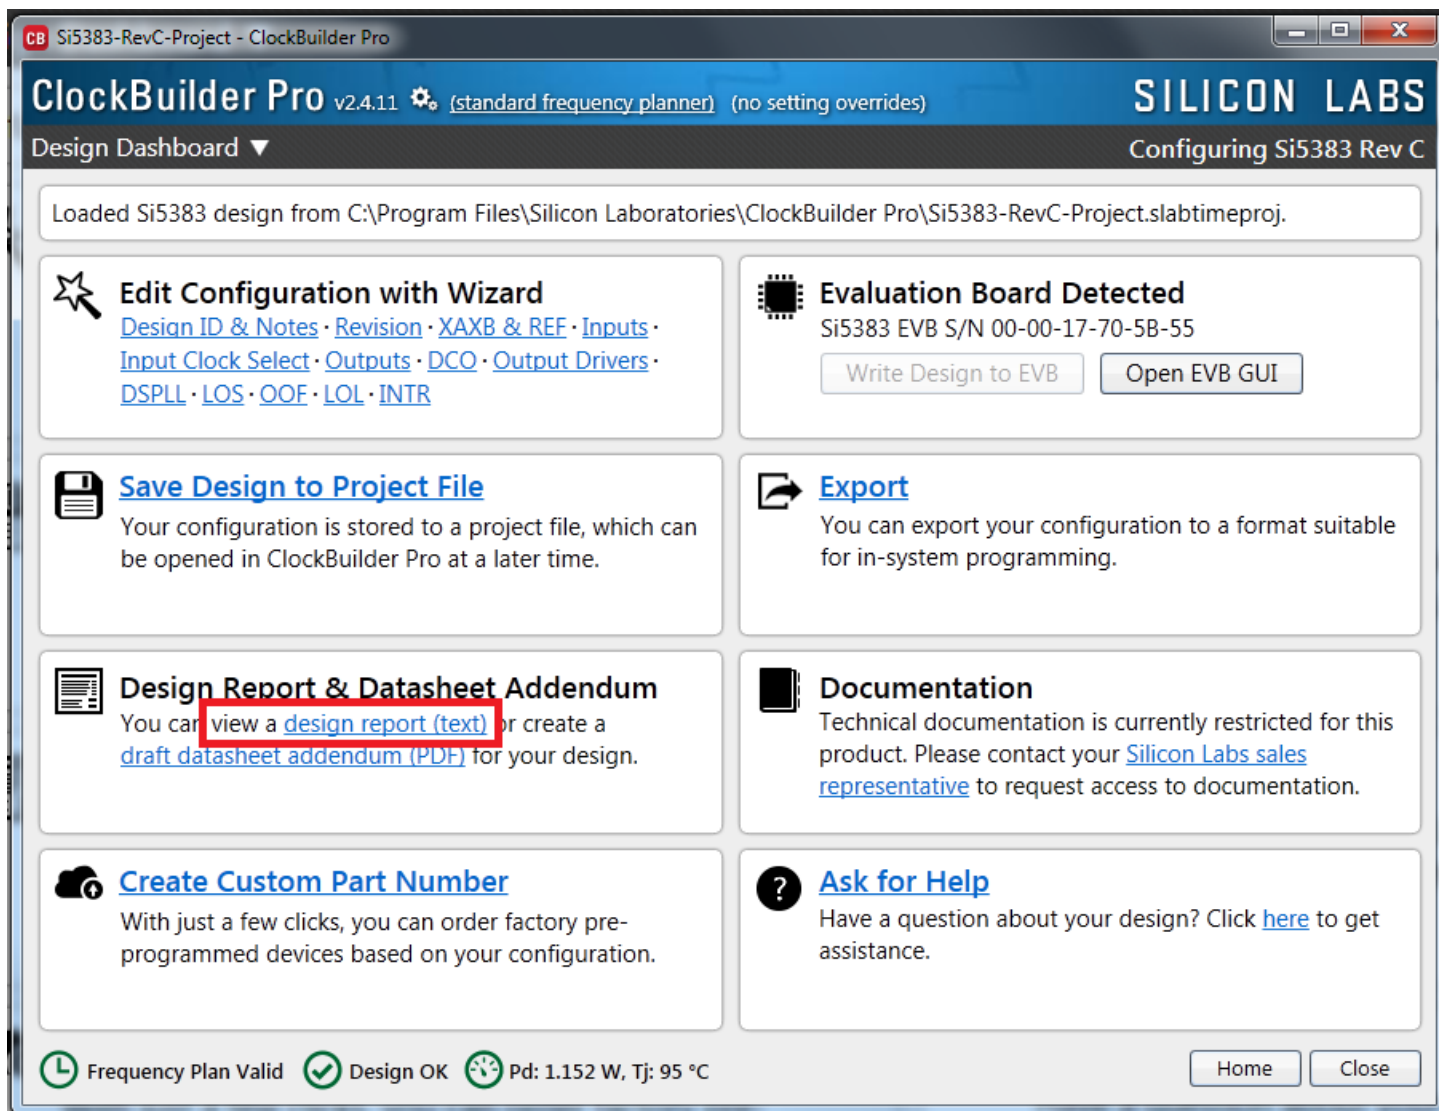 CB Si5383-RevC-Project - ClockBuilder Pro
ClockBuilder Pro v2.4.11 (standard frequency planner) (no setting overrides) SILICON LABS
Design Dashboard ▼ Configuring Si5383 Rev C
Loaded Si5383 design from C:\Program Files\Silicon Laboratories\ClockBuilder Pro\Si5383-RevC-Project.slabtimeproj.
Edit Configuration with Wizard
Design ID & Notes · Revision · XAXB & REF · Inputs ·
Input Clock Select · Outputs · DCO · Output Drivers ·
DSPLL · LOS · OOF · LOL · INTR
Evaluation Board Detected
Si5383 EVB S/N 00-00-17-70-5B-55
Write Design to EVB Open EVB GUI
Save Design to Project File
Your configuration is stored to a project file, which can
be opened in ClockBuilder Pro at a later time.
Export
You can export your configuration to a format suitable
for in-system programming.
Design Report & Datasheet Addendum
You can view a design report (text) or create a
draft datasheet addendum (PDF) for your design.
Documentation
Technical documentation is currently restricted for this
product. Please contact your Silicon Labs sales
representative to request access to documentation.
Create Custom Part Number
With just a few clicks, you can order factory pre-
programmed devices based on your configuration.
Ask for Help
Have a question about your design? Click here to get
assistance.
Frequency Plan Valid Design OK Pd: 1.152 W, Tj: 95 °C Home Close